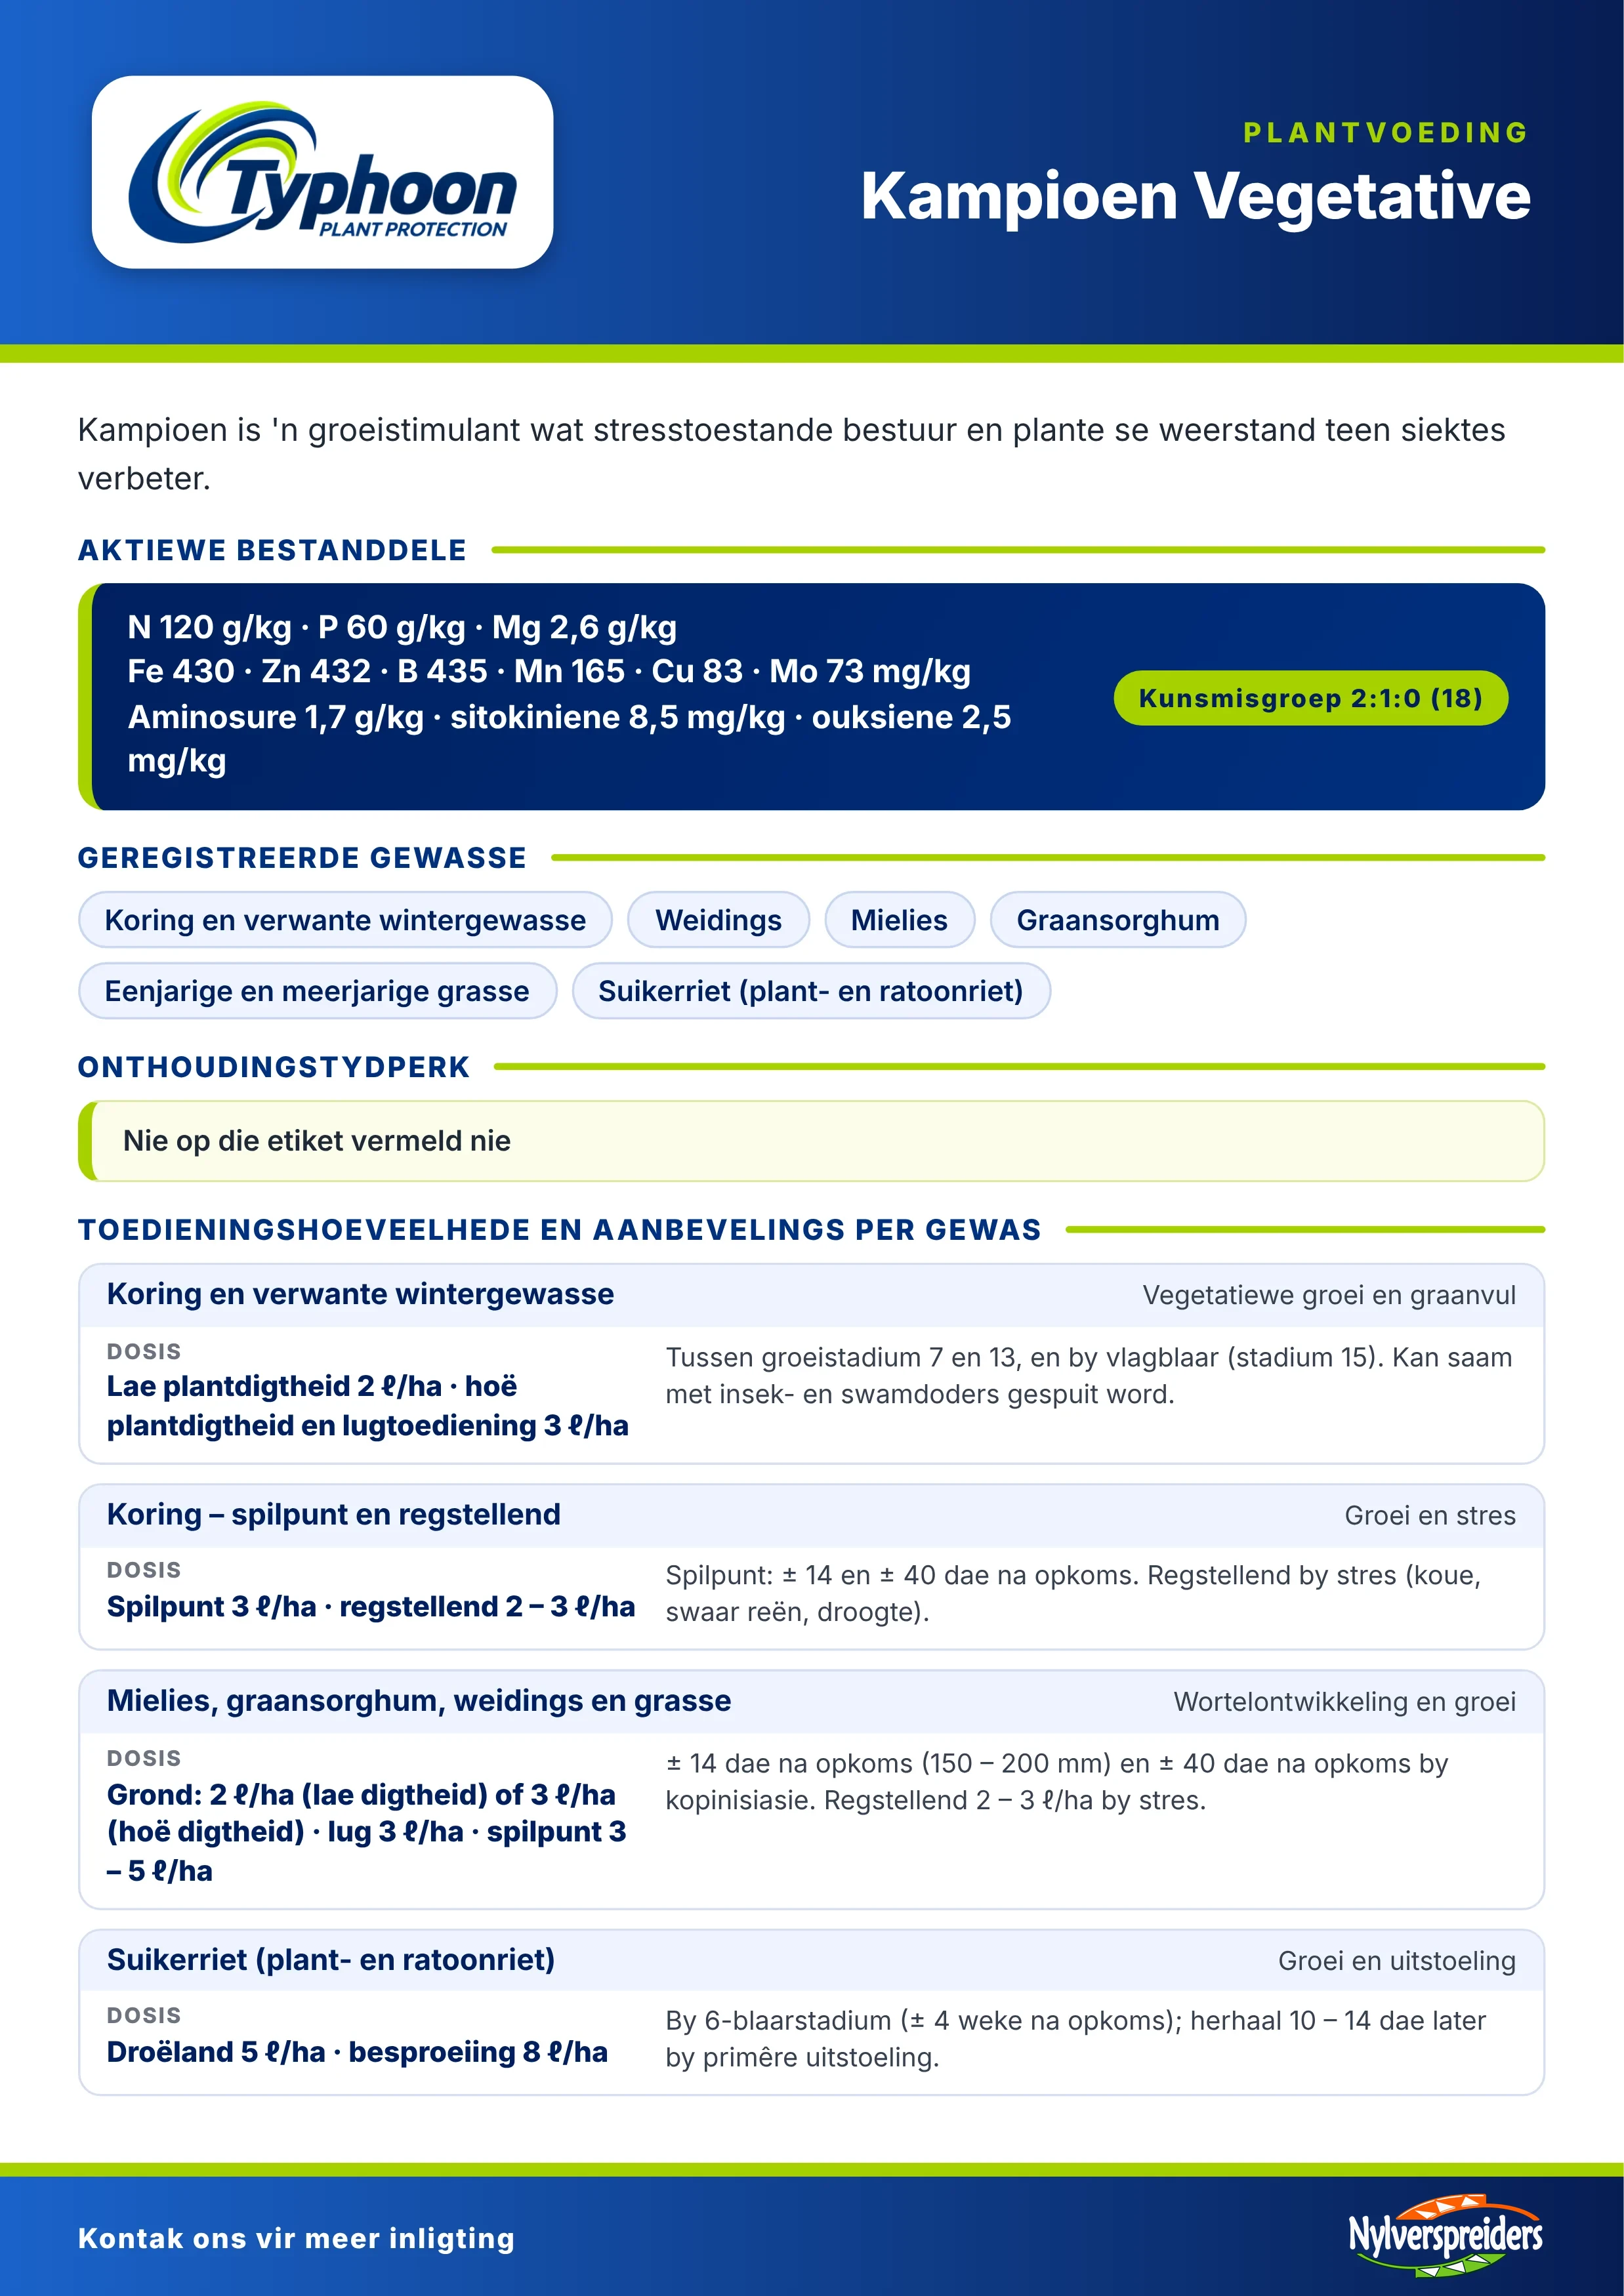 Typhoon
PLANT PROTECTION
PLANTVOEDING
Kampioen Vegetative
Kampioen is 'n groeistimulant wat stresstoestande bestuur en plante se weerstand teen siektes
verbeter.
AKTIEWE BESTANDDELE
N 120 g/kg · P 60 g/kg · Mg 2,6 g/kg
Fe 430 · Zn 432 · B 435 · Mn 165 · Cu 83 · Mo 73 mg/kg
Aminosure 1,7 g/kg · sitokiniene 8,5 mg/kg · ouksiene 2,5
mg/kg
Kunsmisgroep 2:1:0 (18)
GEREGISTREERDE GEWASSE
Koring en verwante wintergewasse
Weidings
Mielies
Graansorghum
Eenjarige en meerjarige grasse
Suikerriet (plant- en ratoonriet)
ONTHOUDINGSTYDPERK
Nie op die etiket vermeld nie
TOEDIENINGSHOEVEELHEDE EN AANBEVELINGS PER GEWAS
Koring en verwante wintergewasse
Vegetatiewe groei en graanvul
DOSIS
Lae plantdigtheid 2 ℓ/ha · hoë
plantdigtheid en lugtoediening 3 ℓ/ha
Tussen groeistadium 7 en 13, en by vlagblaar (stadium 15). Kan saam
met insek- en swamdoders gespuit word.
Koring – spilpunt en regstellend
Groei en stres
DOSIS
Spilpunt 3 ℓ/ha · regstellend 2 – 3 ℓ/ha
Spilpunt: ± 14 en ± 40 dae na opkoms. Regstellend by stres (koue,
swaar reën, droogte).
Mielies, graansorghum, weidings en grasse
Wortelontwikkeling en groei
DOSIS
Grond: 2 ℓ/ha (lae digtheid) of 3 ℓ/ha
(hoë digtheid) · lug 3 ℓ/ha · spilpunt 3
– 5 ℓ/ha
± 14 dae na opkoms (150 – 200 mm) en ± 40 dae na opkoms by
kopinisiasie. Regstellend 2 – 3 ℓ/ha by stres.
Suikerriet (plant- en ratoonriet)
Groei en uitstoeling
DOSIS
Droëland 5 ℓ/ha · besproeiing 8 ℓ/ha
By 6-blaarstadium (± 4 weke na opkoms); herhaal 10 – 14 dae later
by primêre uitstoeling.
Kontak ons vir meer inligting
Nylverspreiders